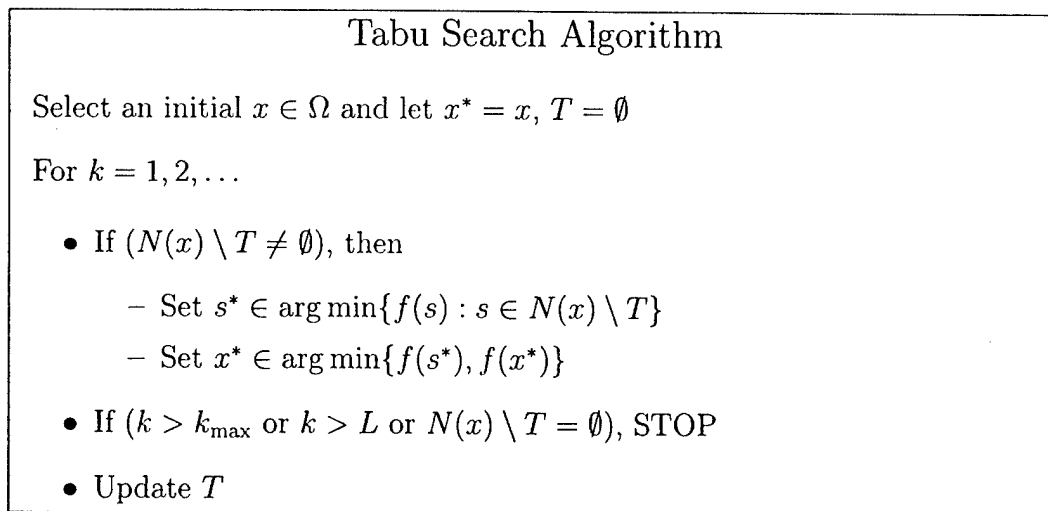 Tabu Search Algorithm
Select an initial x ∈ Ω and let x* = x, T = ∅
For k = 1, 2, . . .
• If (N(x) \ T ≠ ∅), then
– Set s* ∈ arg min{f(s) : s ∈ N(x) \ T}
– Set x* ∈ arg min{f(s*), f(x*)}
• If (k > k_max or k > L or N(x) \ T = ∅), STOP
• Update T